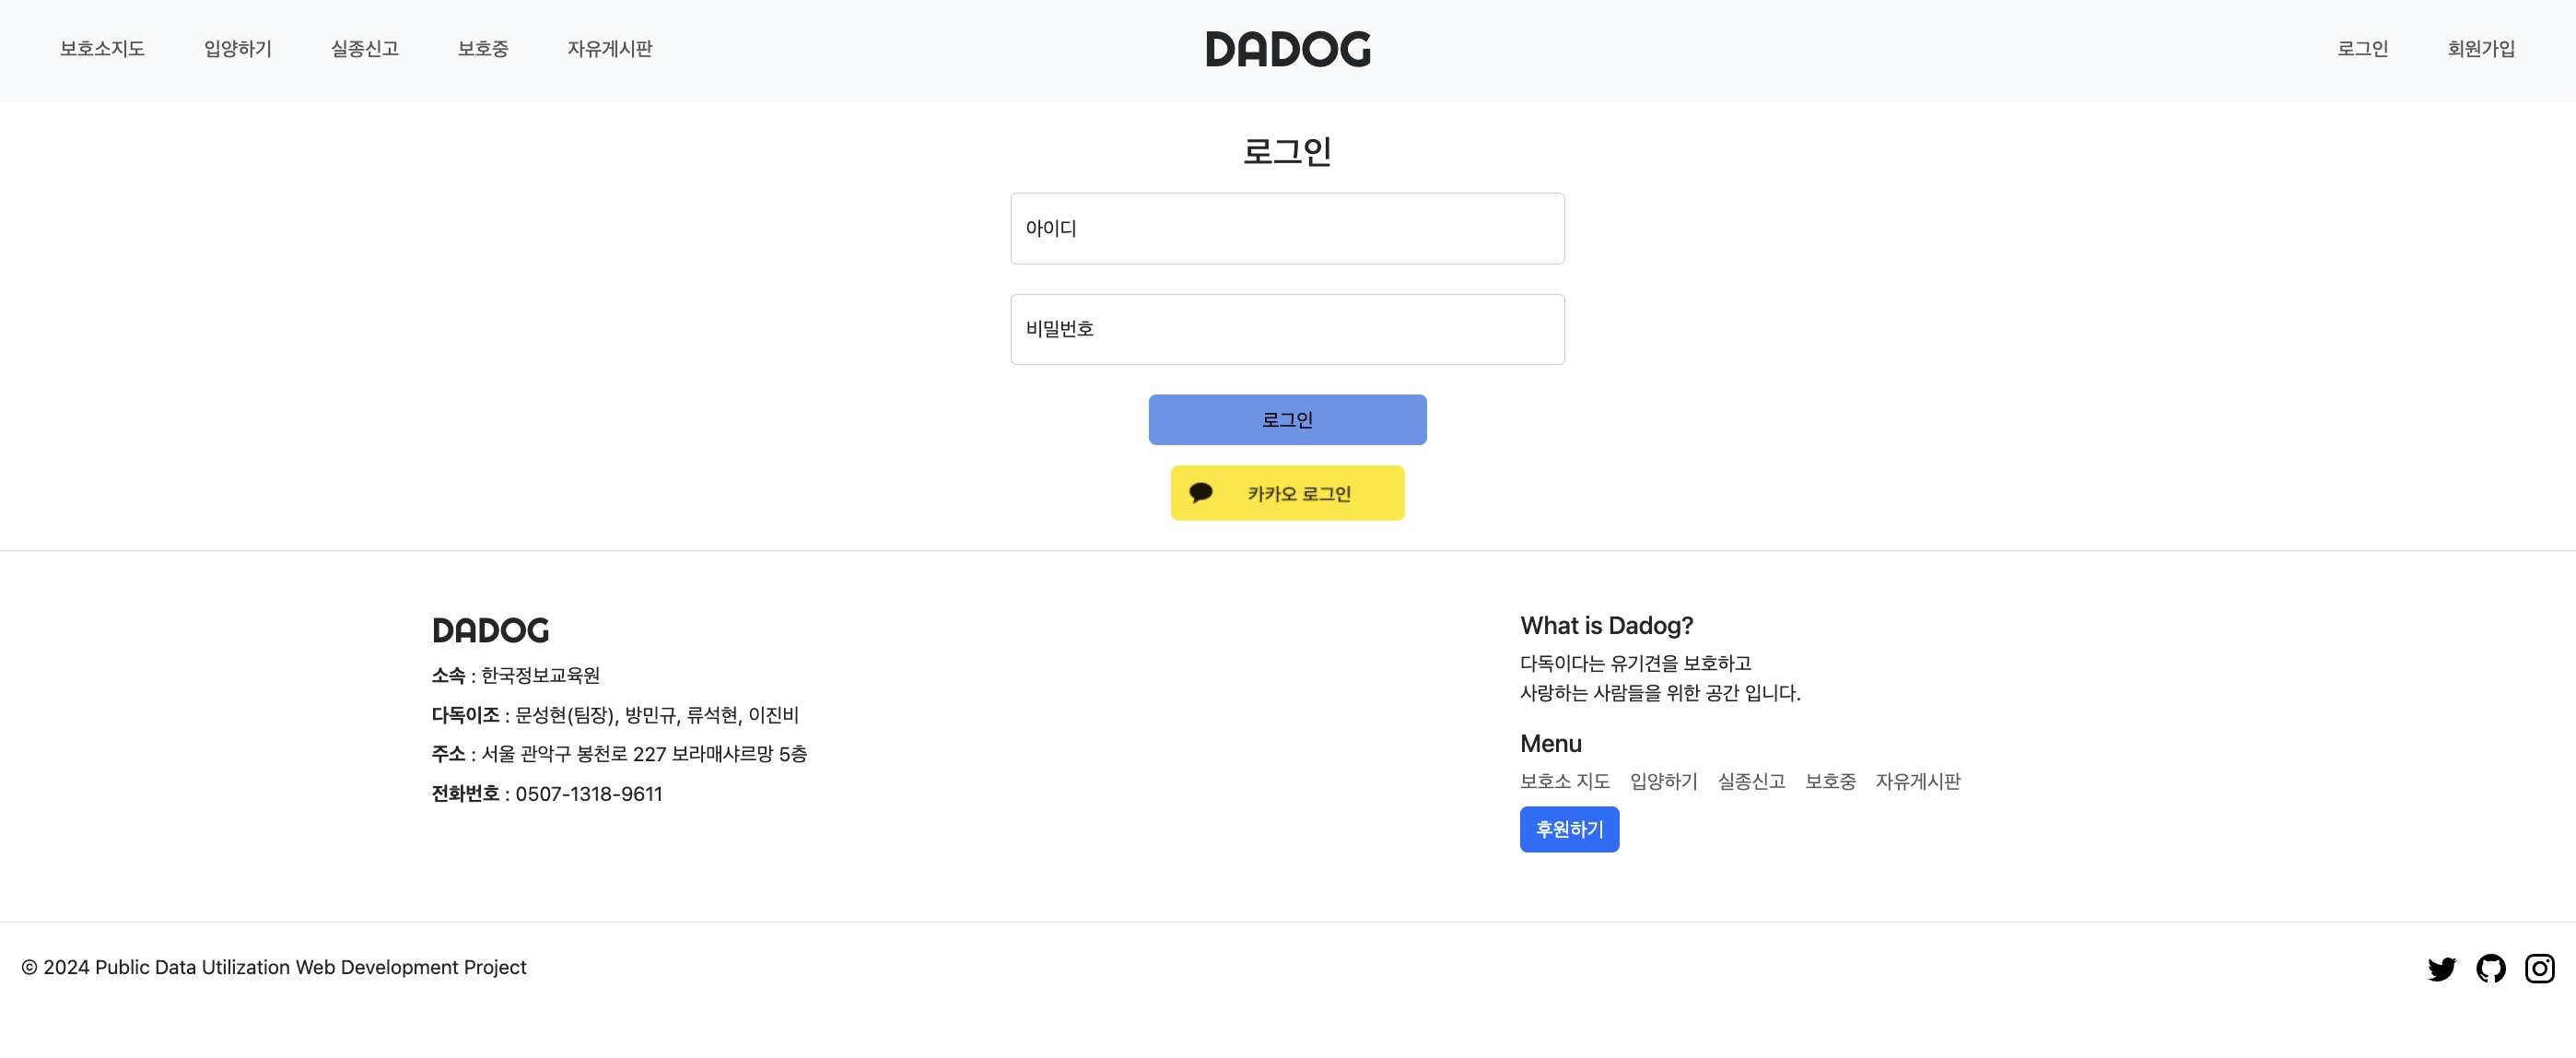 보호소지도 입양하기 실종신고 보호중 자유게시판 DADOG 로그인 회원가입
로그인
아이디
비밀번호
로그인
카카오 로그인
DADOG
소속 : 한국정보교육원
다독이조 : 문성현(팀장), 방민규, 류석현, 이진비
주소 : 서울 관악구 봉천로 227 보라매샤르망 5층
전화번호 : 0507-1318-9611
What is Dadog?
다독이다는 유기견을 보호하고
사랑하는 사람들을 위한 공간 입니다.
Menu
보호소 지도 입양하기 실종신고 보호중 자유게시판
후원하기
© 2024 Public Data Utilization Web Development Project